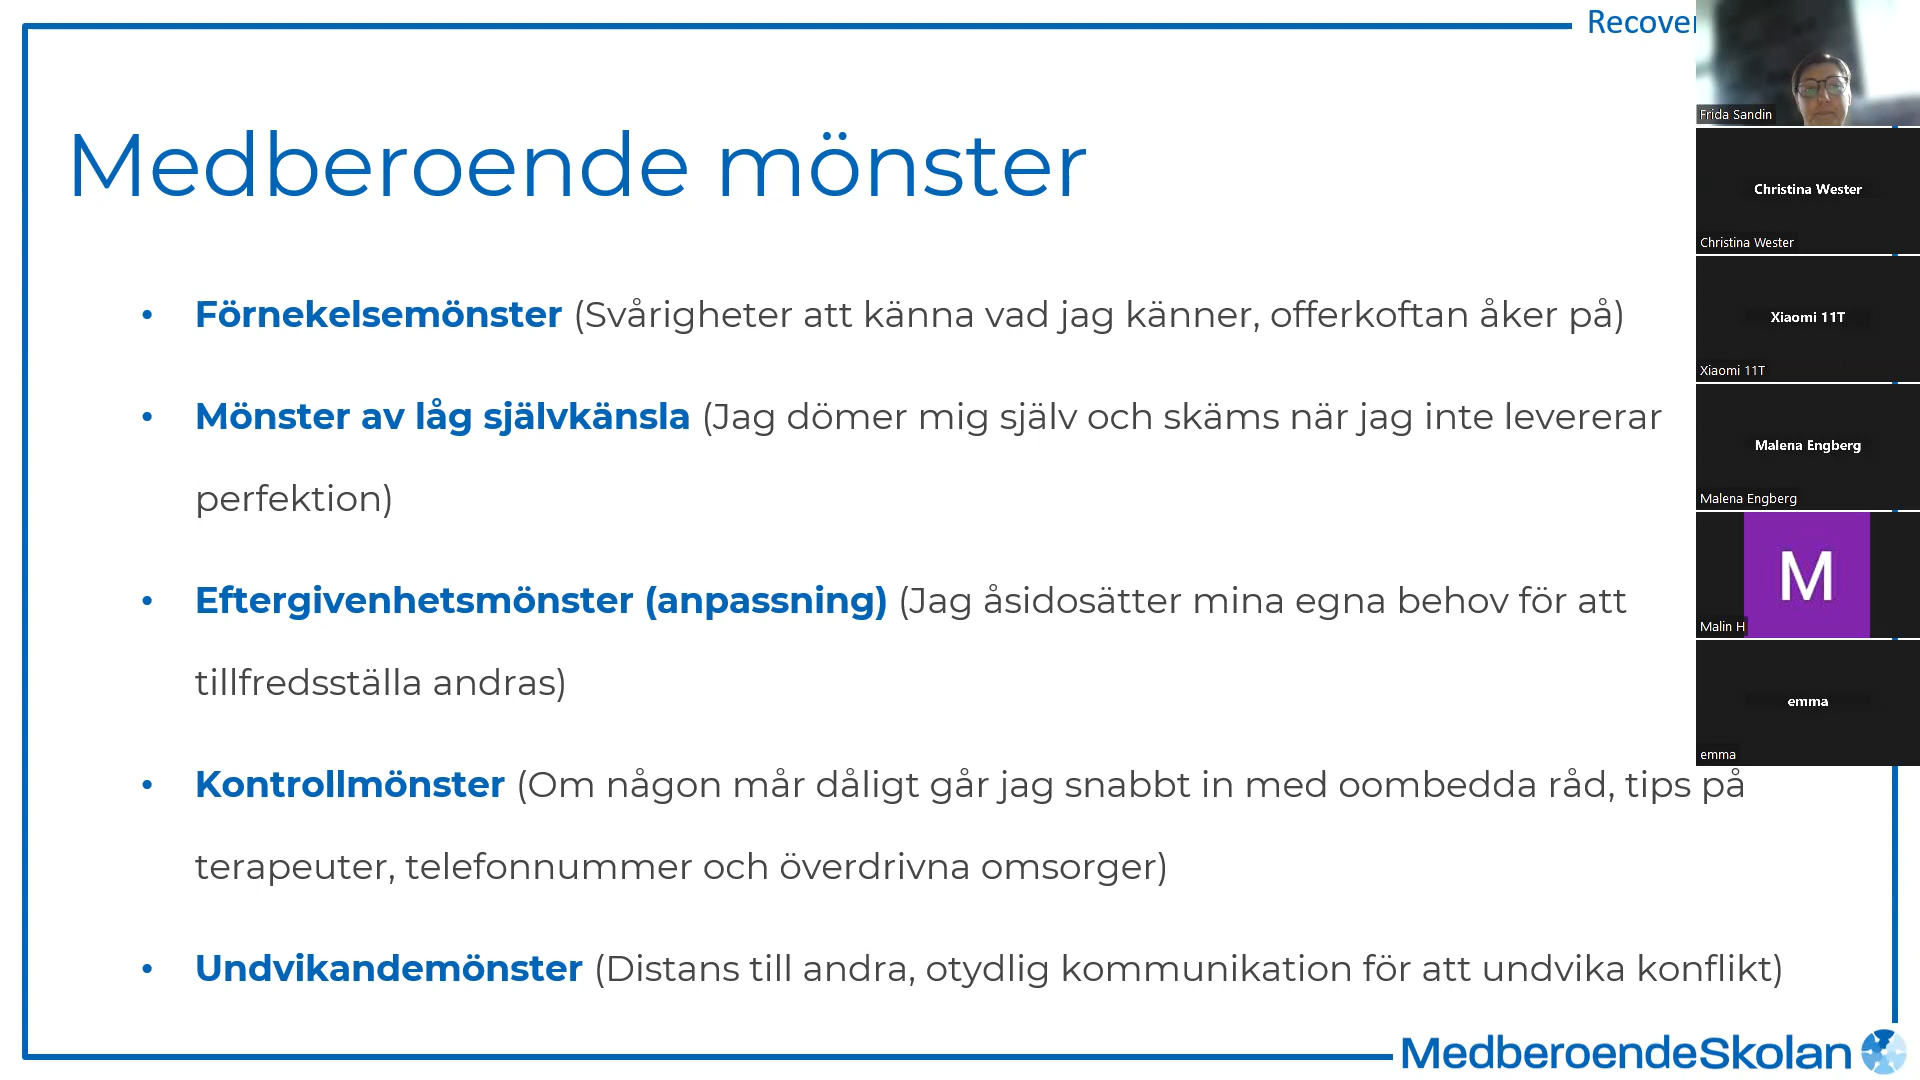 Medberoende mönster
• Förnekelsemönster (Svårigheter att känna vad jag känner, offerkoftan åker på)
• Mönster av låg självkänsla (Jag dömer mig själv och skäms när jag inte levererar
perfektion)
• Eftergivenhetsmönster (anpassning) (Jag åsidosätter mina egna behov för att
tillfredsställa andras)
• Kontrollmönster (Om någon mår dåligt går jag snabbt in med oombedda råd, tips på
terapeuter, telefonnummer och överdrivna omsorger)
• Undvikandemönster (Distans till andra, otydlig kommunikation för att undvika konflikt)
MedberoendeSkolan
Frida Sandin
Christina Wester
Christina Wester
Xiaomi 11T
Xiaomi 11T
Malena Engberg
Malena Engberg
M
Malin H
emma
emma